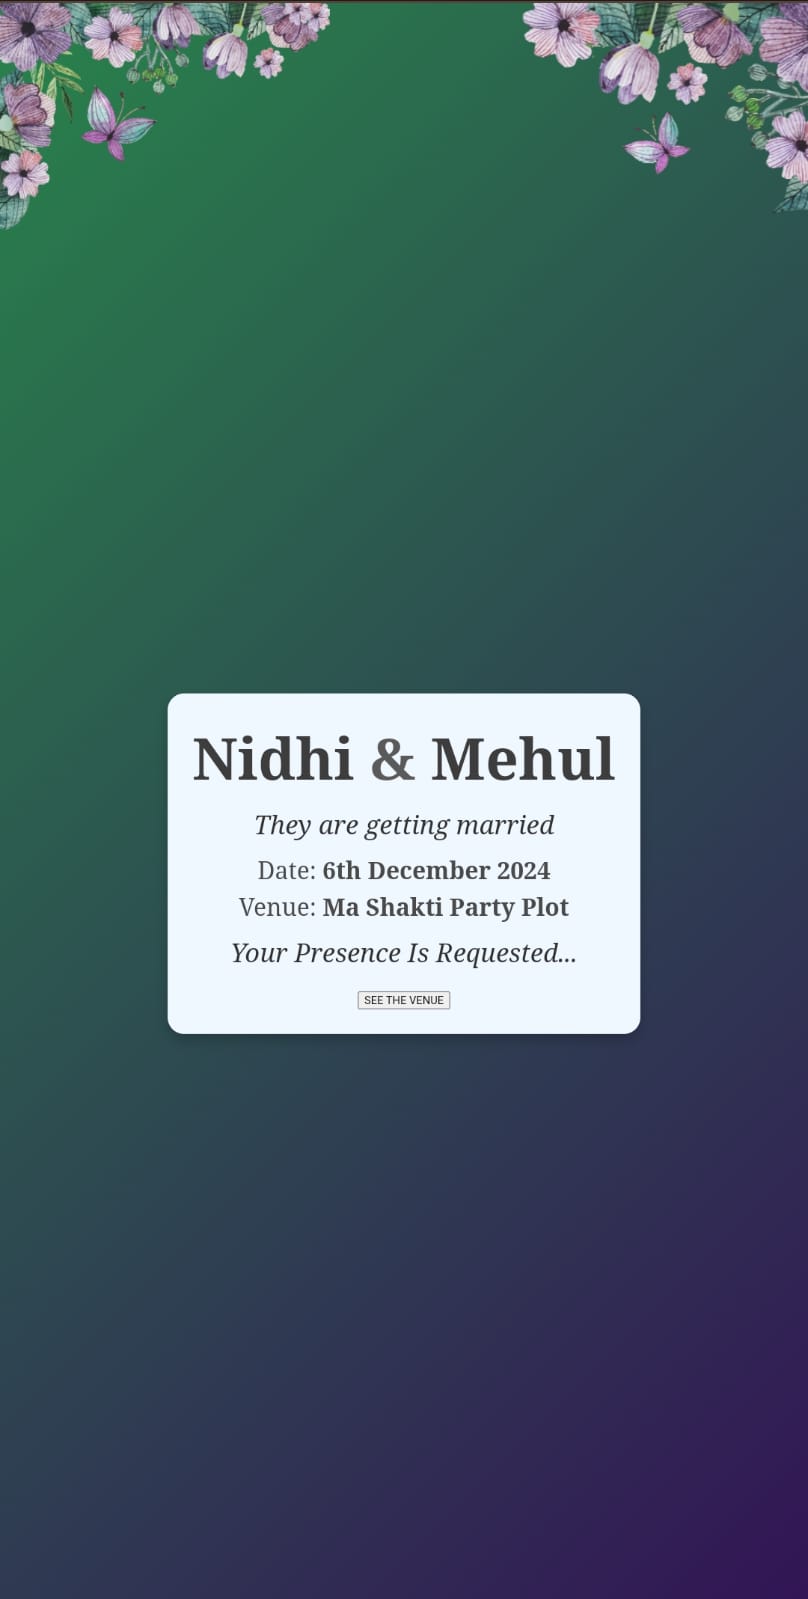 Nidhi & Mehul
They are getting married
Date: 6th December 2024
Venue: Ma Shakti Party Plot
Your Presence Is Requested...
SEE THE VENUE